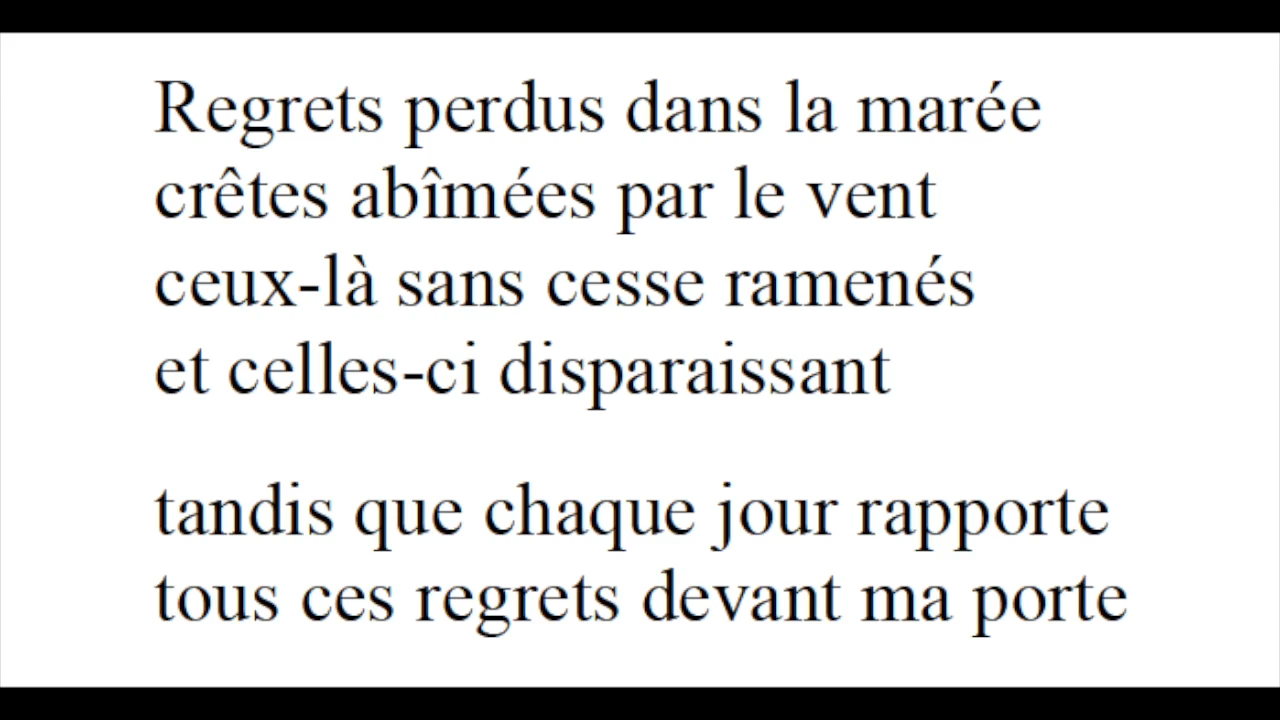 Regrets perdus dans la marée
crêtes abîmées par le vent
ceux-là sans cesse ramenés
et celles-ci disparaissant
tandis que chaque jour rapporte
tous ces regrets devant ma porte